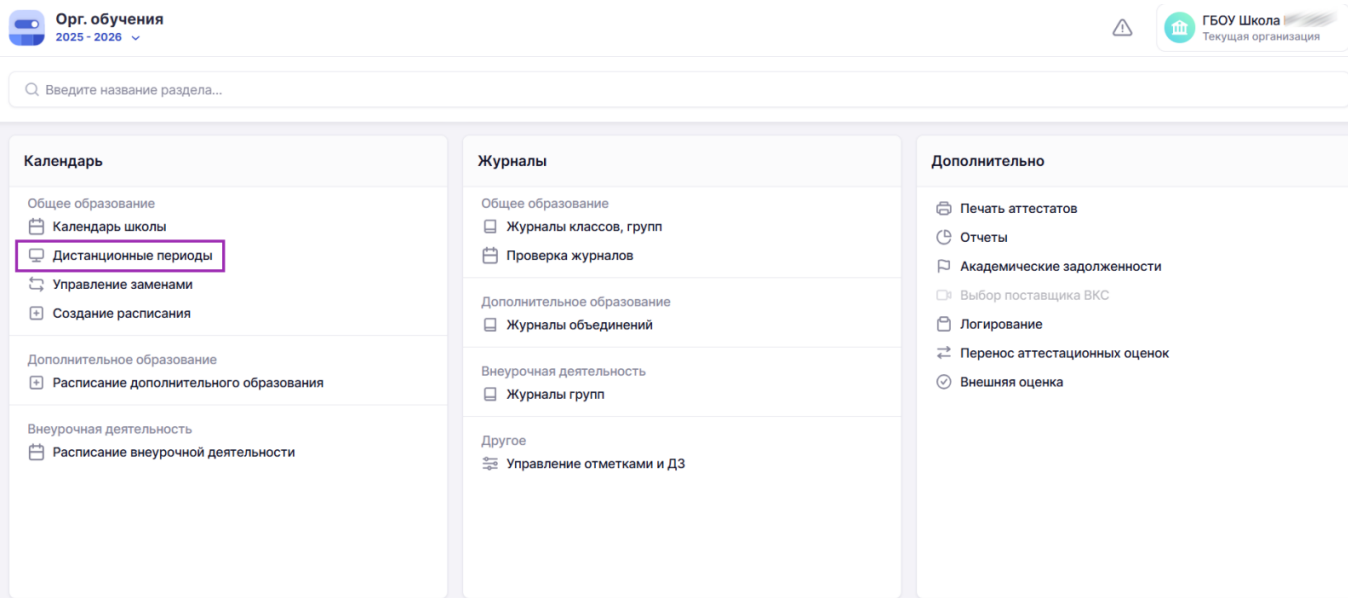 Орг. обучения
2025 - 2026
ГБОУ Школа
Текущая организация
Введите название раздела...
Календарь
Общее образование
Календарь школы
Дистанционные периоды
Управление заменами
Создание расписания
Дополнительное образование
Расписание дополнительного образования
Внеурочная деятельность
Расписание внеурочной деятельности
Журналы
Общее образование
Журналы классов, групп
Проверка журналов
Дополнительное образование
Журналы объединений
Внеурочная деятельность
Журналы групп
Другое
Управление отметками и ДЗ
Дополнительно
Печать аттестатов
Отчеты
Академические задолженности
Выбор поставщика ВКС
Логирование
Перенос аттестационных оценок
Внешняя оценка